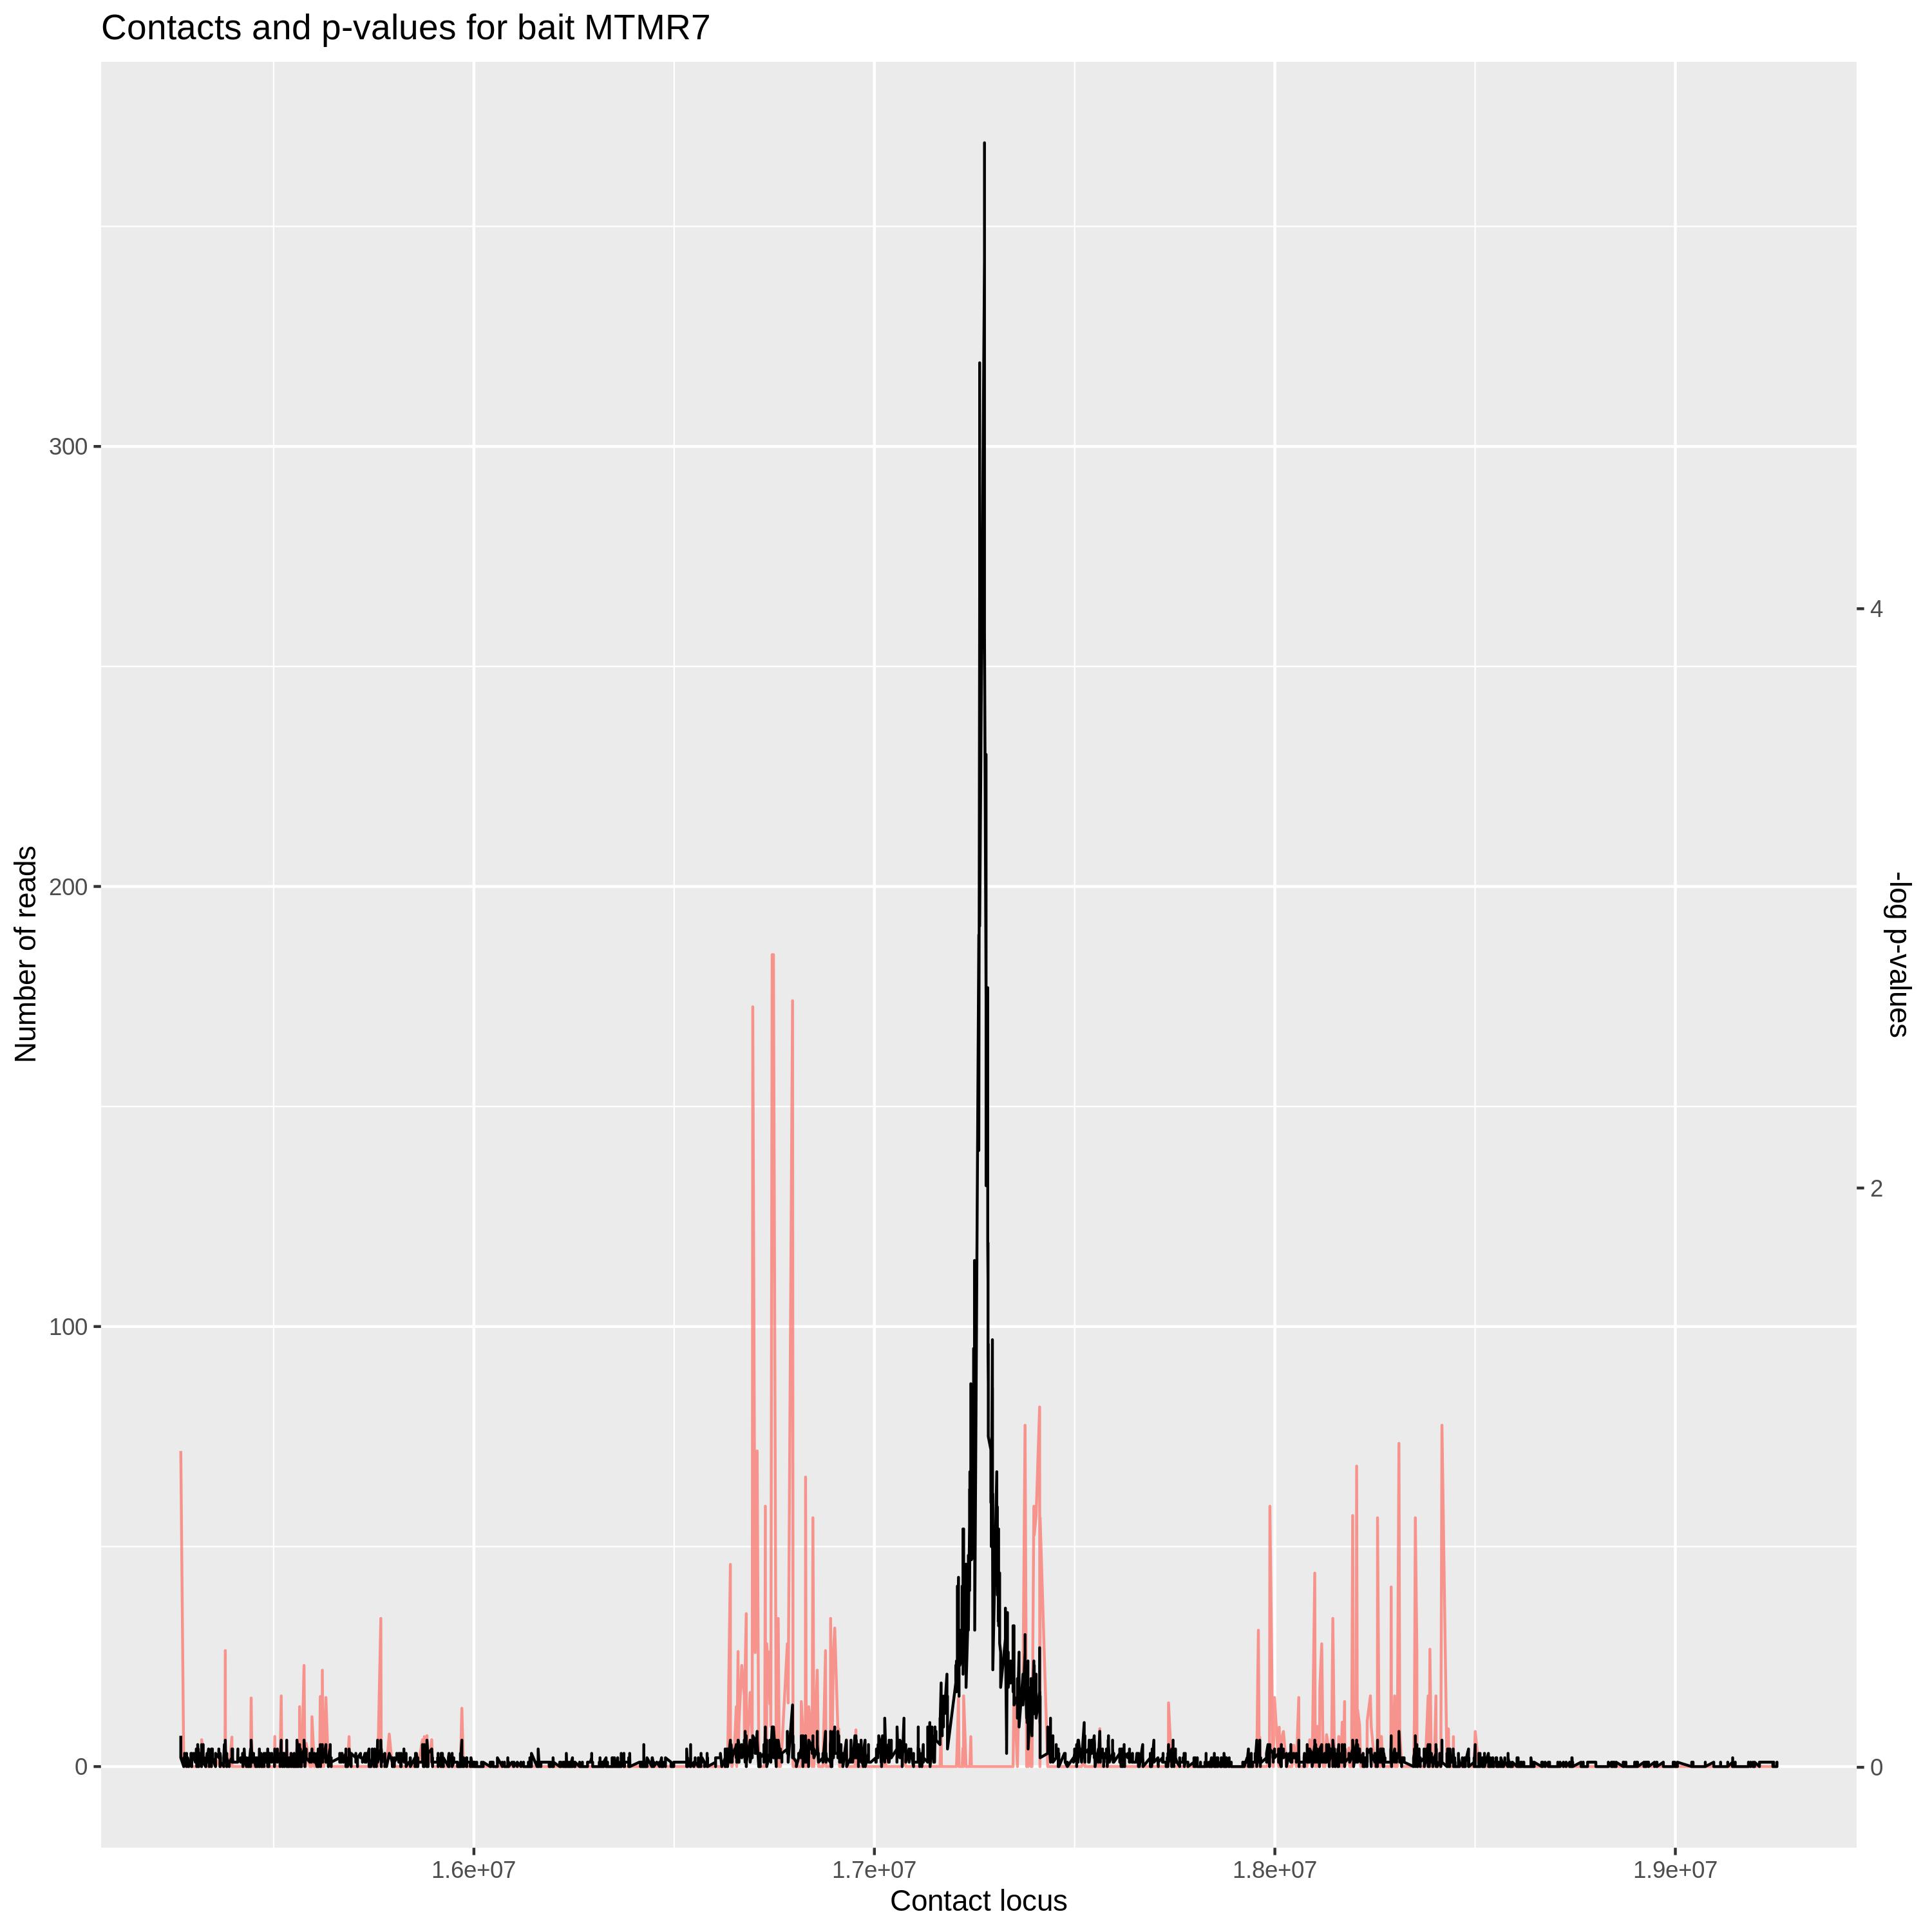 Contacts and p-values for bait MTMR7
Number of reads
300
200
100
0
4
2
0
-log p-values
1.6e+07
1.7e+07
1.8e+07
1.9e+07
Contact locus